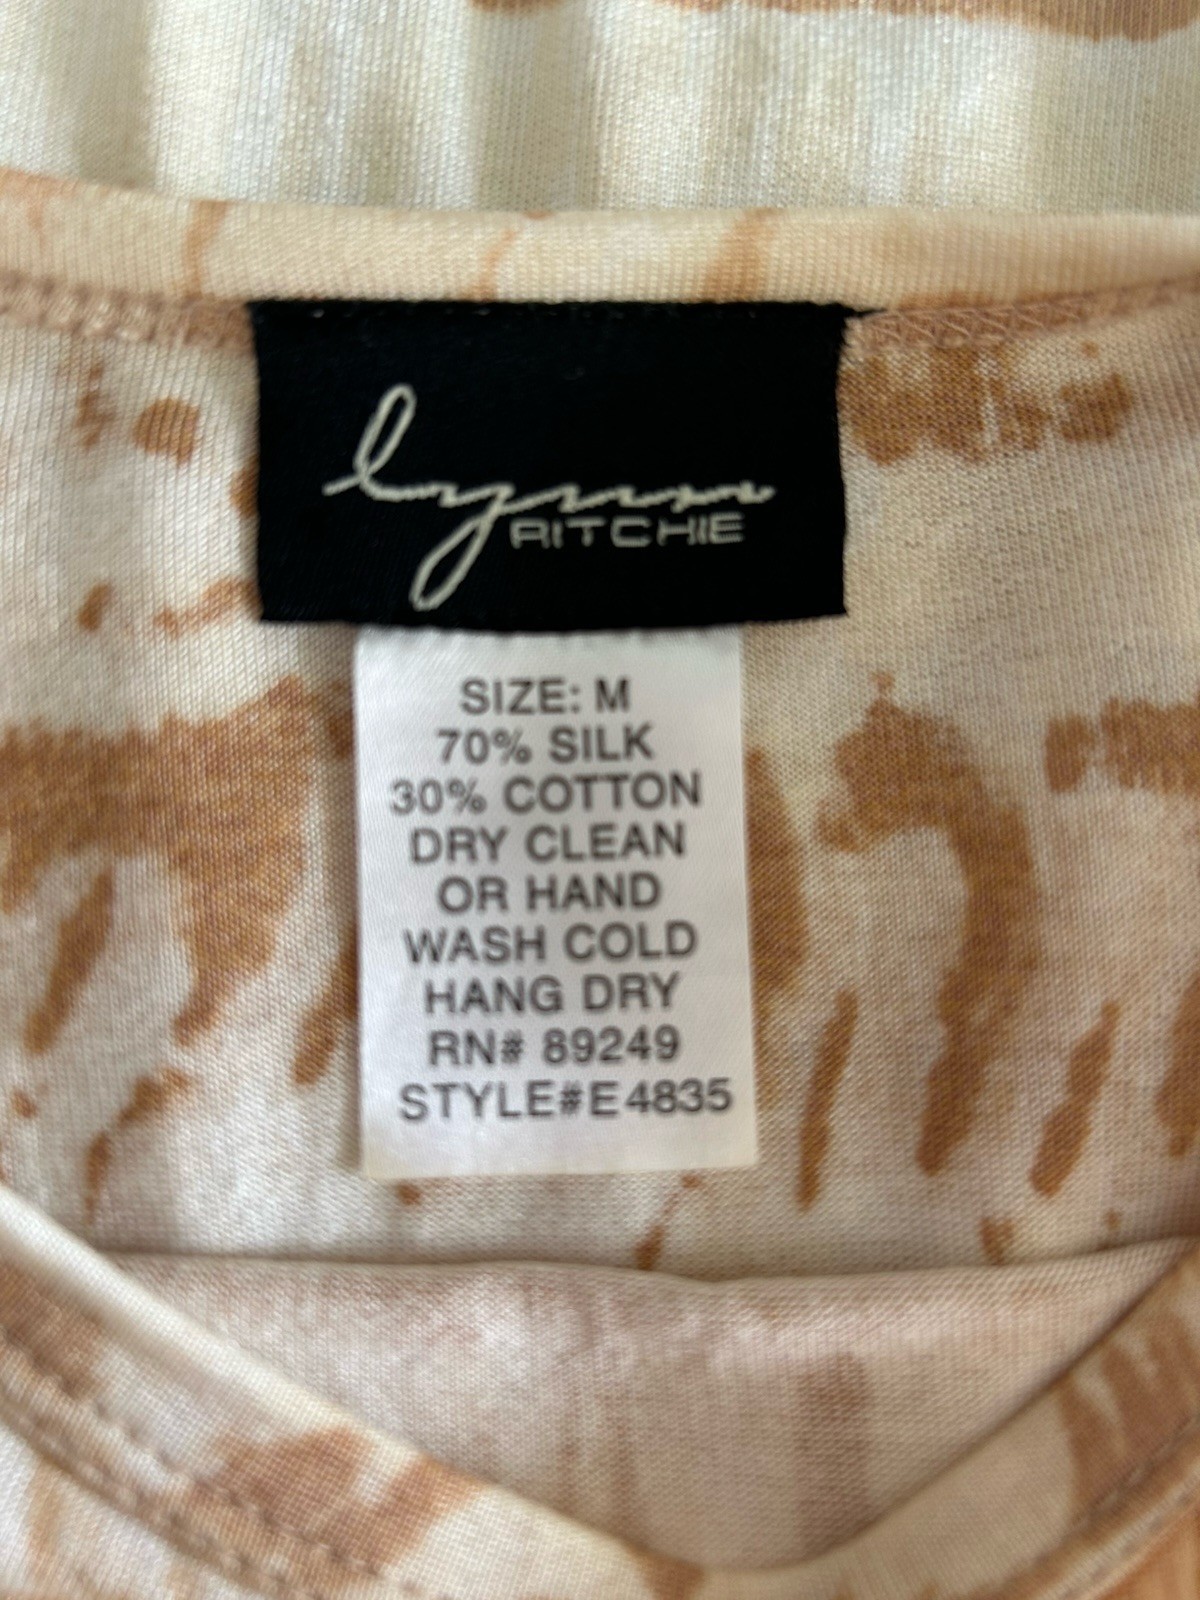 lynn
RITCHIE
SIZE: M
70% SILK
30% COTTON
DRY CLEAN
OR HAND
WASH COLD
HANG DRY
RN# 89249
STYLE#E4835